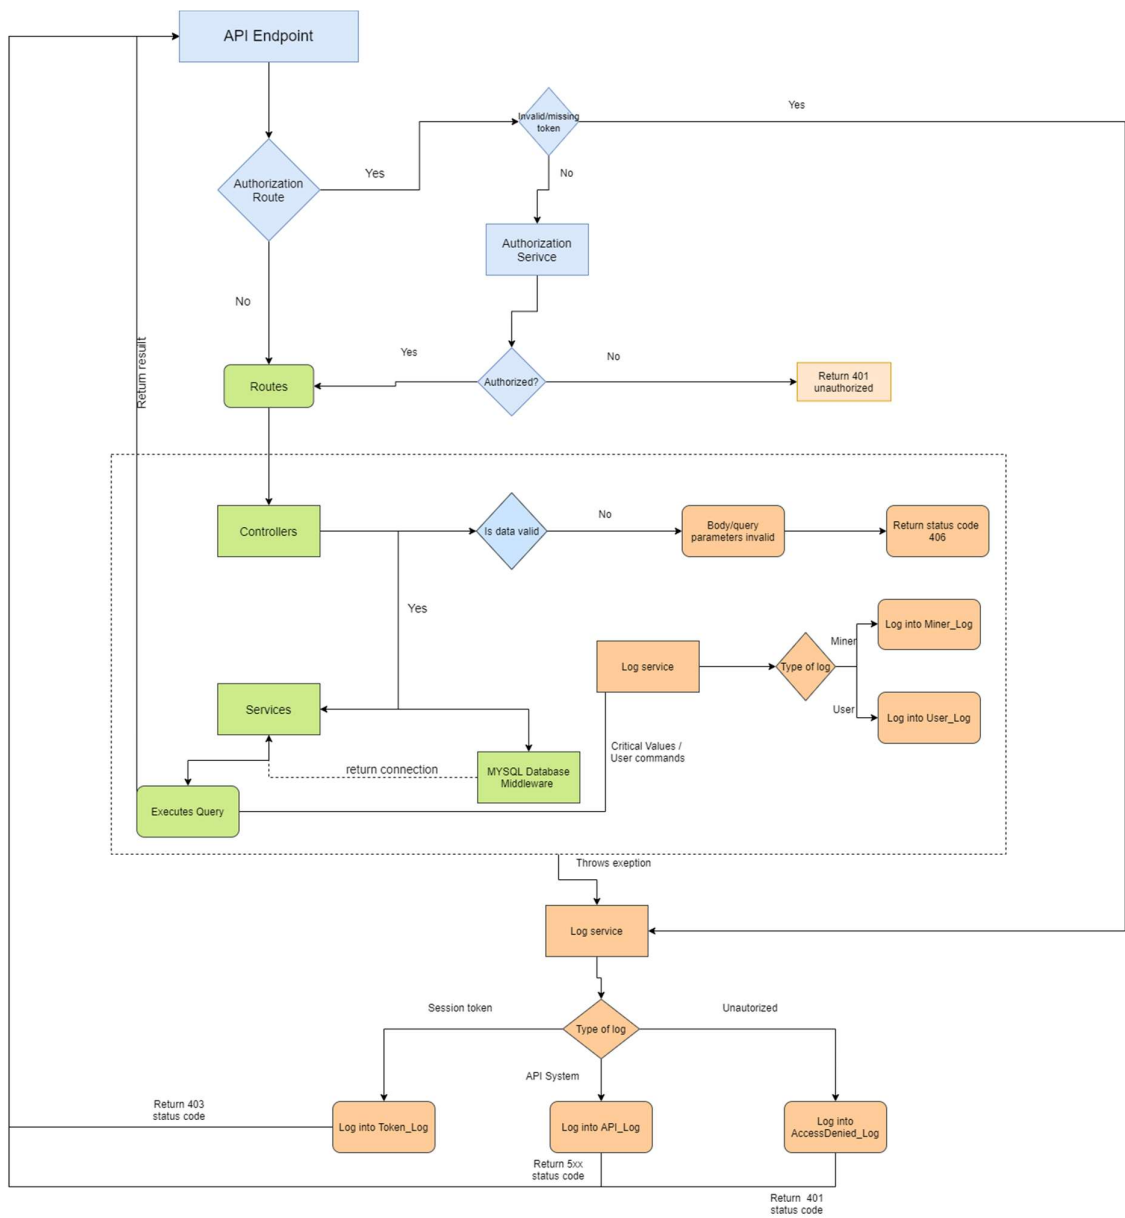 API Endpoint
Invalid/missing
token
Yes
Authorization
Route
Yes
No
Authorization
Serivce
No
Return resuilt
Yes
Authorized?
No
Return 401
unauthorized
Routes
Controllers
Is data valid
No
Body/query
parameters invalid
Return status code
406
Yes
Log service
Type of log
Miner
Log into Miner_Log
User
Log into User_Log
Services
Critical Values /
User commands
return connection
MYSQL Database
Middleware
Executes Query
Throws exeption
Log service
Session token
Type of log
Unautorized
API System
Return 403
status code
Log into Token_Log
Log into API_Log
Log into
AccessDenied_Log
Return 5xx
status code
Return 401
status code